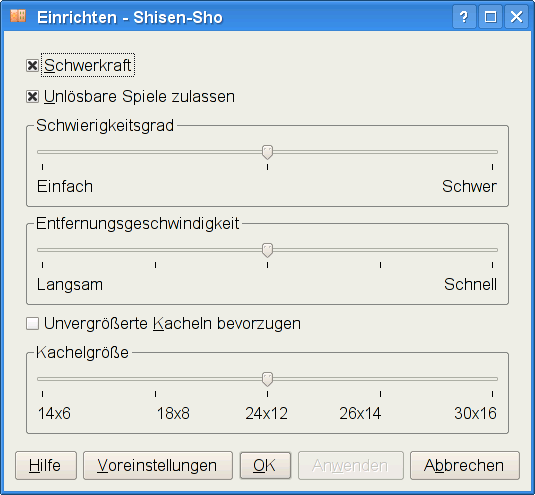 Einrichten - Shisen-Sho
Schwerkraft
Unlösbare Spiele zulassen
Schwierigkeitsgrad
Einfach Schwer
Entfernungsgeschwindigkeit
Langsam Schnell
Unvergrößerte Kacheln bevorzugen
Kachelgröße
14x6 18x8 24x12 26x14 30x16
Hilfe Voreinstellungen OK Anwenden Abbrechen